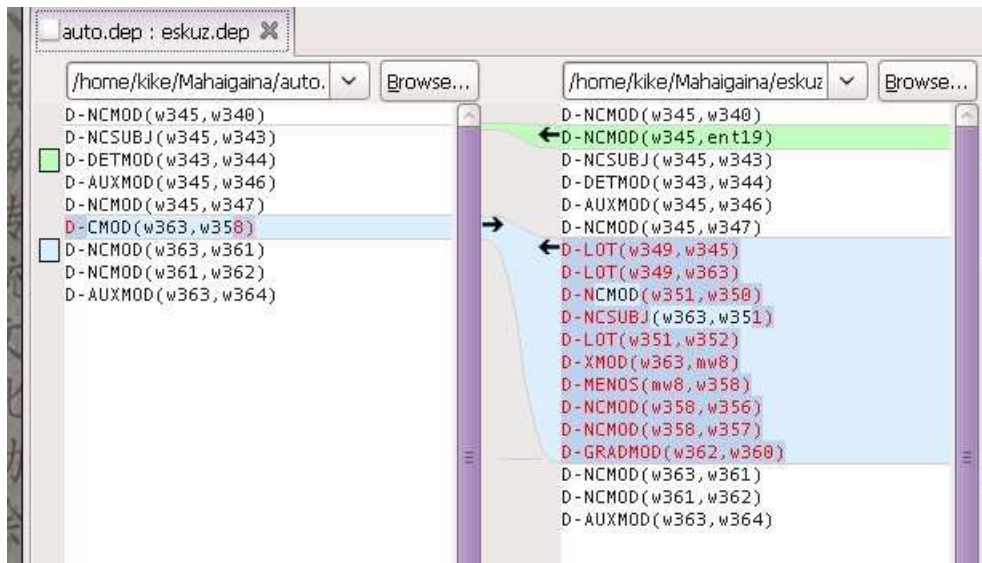 auto.dep : eskuz.dep
/home/kike/Mahaigaina/auto.
Browse...
/home/kike/Mahaigaina/eskuz
Browse...
D-NCMOD(w345,w340)
D-NCSUBJ(w345,w343)
D-DETMOD(w343,w344)
D-AUXMOD(w345,w346)
D-NCMOD(w345,w347)
D-CMOD(w363,w358)
D-NCMOD(w363,w361)
D-NCMOD(w361,w362)
D-AUXMOD(w363,w364)
D-NCMOD(w345,w340)
D-NCMOD(w345,ent19)
D-NCSUBJ(w345,w343)
D-DETMOD(w343,w344)
D-AUXMOD(w345,w346)
D-NCMOD(w345,w347)
D-LOT(w349,w345)
D-LOT(w349,w363)
D-NCMOD(w351,w350)
D-NCSUBJ(w363,w351)
D-LOT(w351,w352)
D-XMOD(w363,mw8)
D-MENOS(mw8,w358)
D-NCMOD(w358,w356)
D-NCMOD(w358,w357)
D-GRADMOD(w362,w360)
D-NCMOD(w363,w361)
D-NCMOD(w361,w362)
D-AUXMOD(w363,w364)